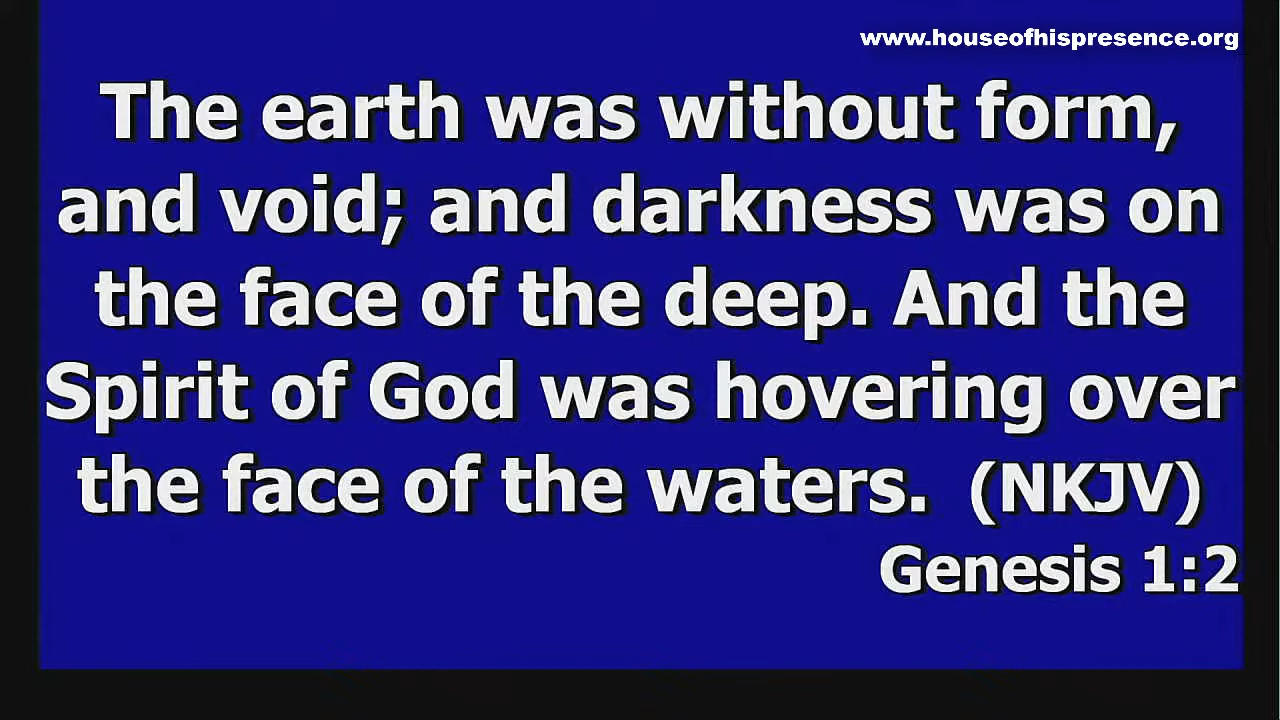 www.houseofhispresence.org
The earth was without form,
and void; and darkness was on
the face of the deep. And the
Spirit of God was hovering over
the face of the waters. (NKJV)
Genesis 1:2